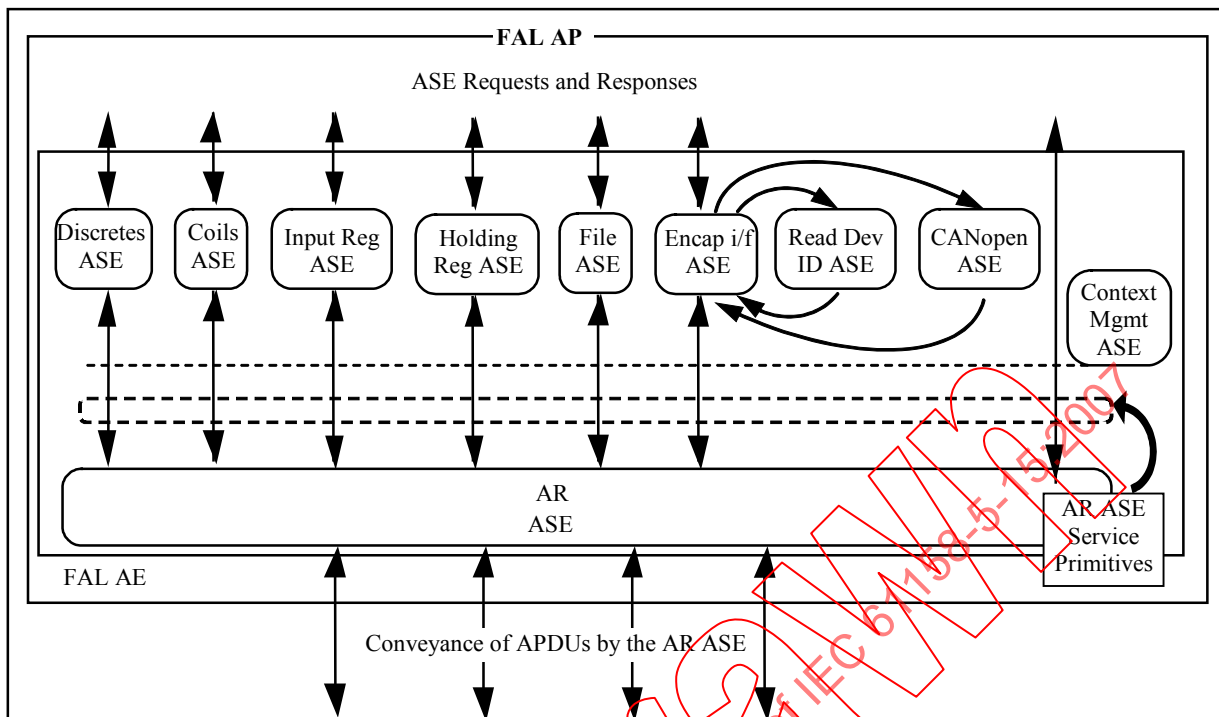 FAL AP
ASE Requests and Responses
Discretes
ASE
Coils
ASE
Input Reg
ASE
Holding
Reg ASE
File
ASE
Encap i/f
ASE
Read Dev
ID ASE
CANopen
ASE
Context
Mgmt
ASE
AR
ASE
AR ASE
Service
Primitives
FAL AE
Conveyance of APDUs by the AR ASE
of IEC 61158-5-15:2007